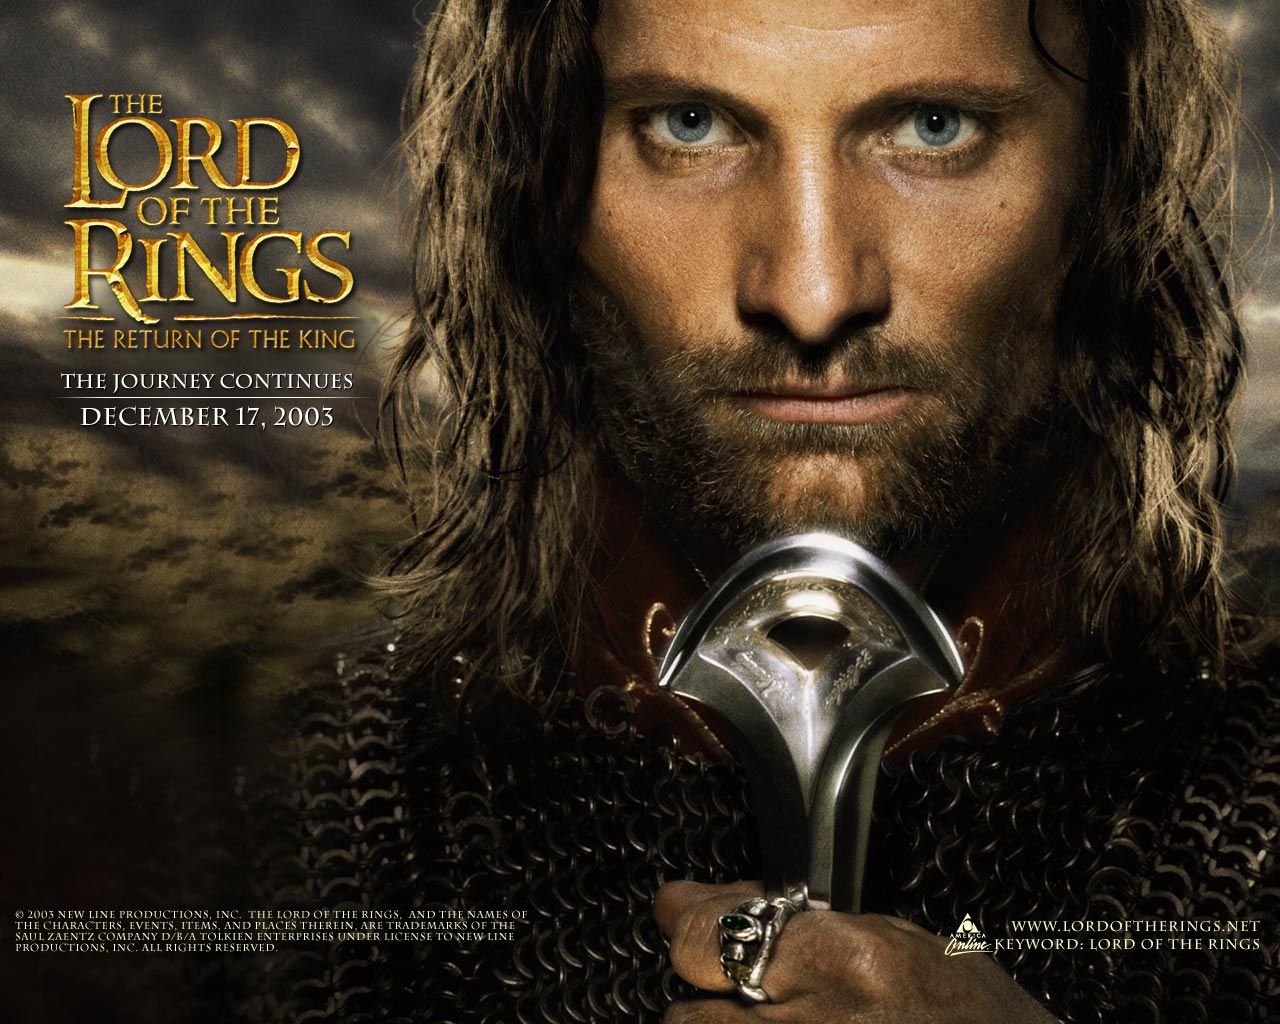 THE
LORD
OF THE
RINGS
THE RETURN OF THE KING
THE JOURNEY CONTINUES
DECEMBER 17, 2003
© 2003 NEW LINE PRODUCTIONS, INC. THE LORD OF THE RINGS, AND THE NAMES OF
THE CHARACTERS, EVENTS, ITEMS, AND PLACES THEREIN, ARE TRADEMARKS OF THE
SAUL ZAENTZ COMPANY D/B/A TOLKIEN ENTERPRISES UNDER LICENSE TO NEW LINE
PRODUCTIONS, INC. ALL RIGHTS RESERVED.
WWW.LORDOFTHERINGS.NET
AMERICA
Online KEYWORD: LORD OF THE RINGS